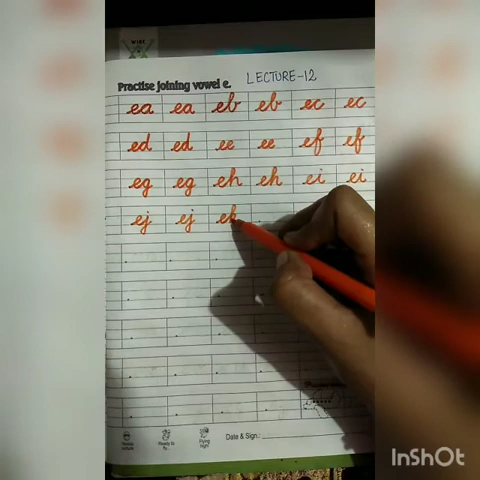 WISE
Practise joining vowel e. LECTURE-12
ea ea eb eb ec ec
ed ed ee ee ef ef
eg eg eh eh ei ei
ej ej ek
Date & Sign.:
InShOt